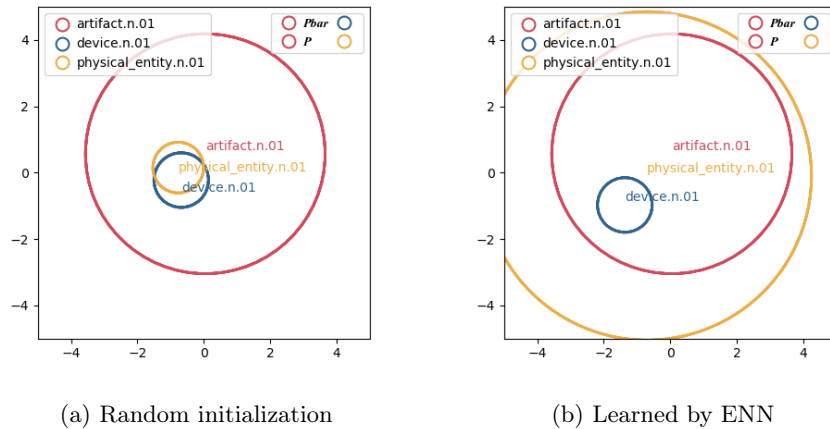 artifact.n.01
device.n.01
physical_entity.n.01
Pbar
P
artifact.n.01
physical_entity.n.01
device.n.01
4
2
0
−2
−4
−4 −2 0 2 4
(a) Random initialization
artifact.n.01
device.n.01
physical_entity.n.01
Pbar
P
artifact.n.01
physical_entity.n.01
device.n.01
4
2
0
−2
−4
−4 −2 0 2 4
(b) Learned by ENN